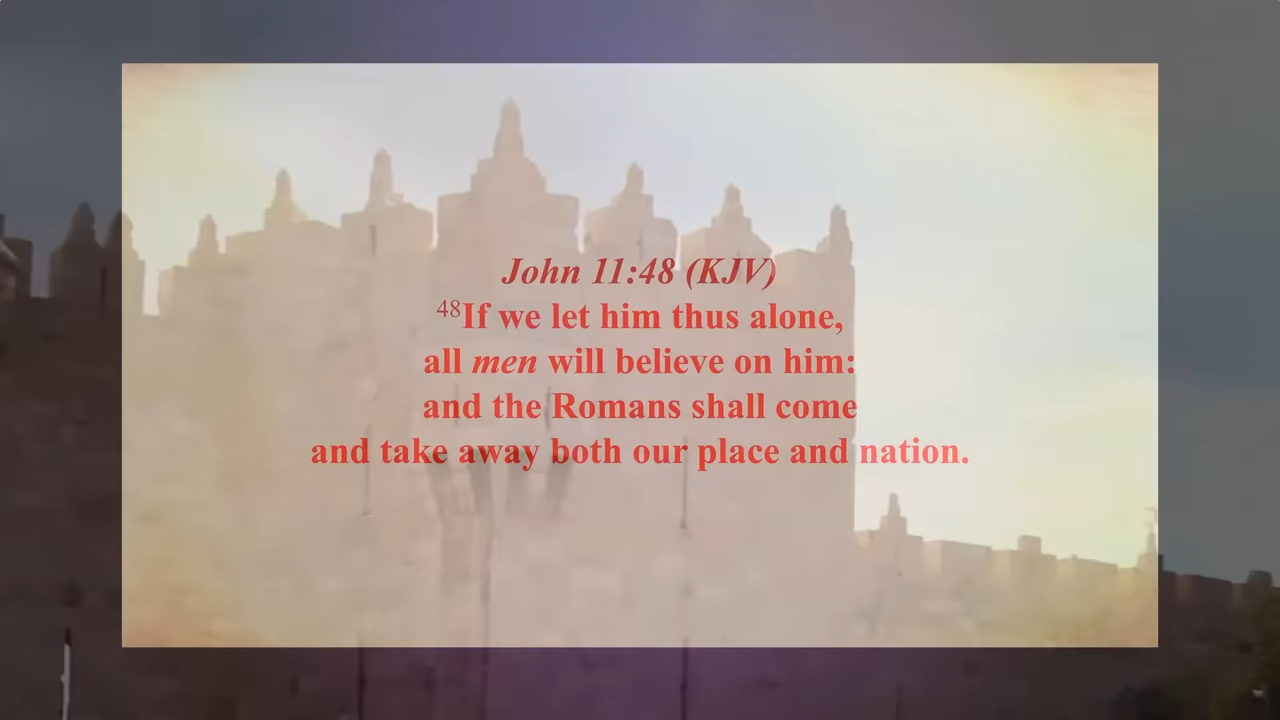 John 11:48 (KJV)
48If we let him thus alone,
all men will believe on him:
and the Romans shall come
and take away both our place and nation.